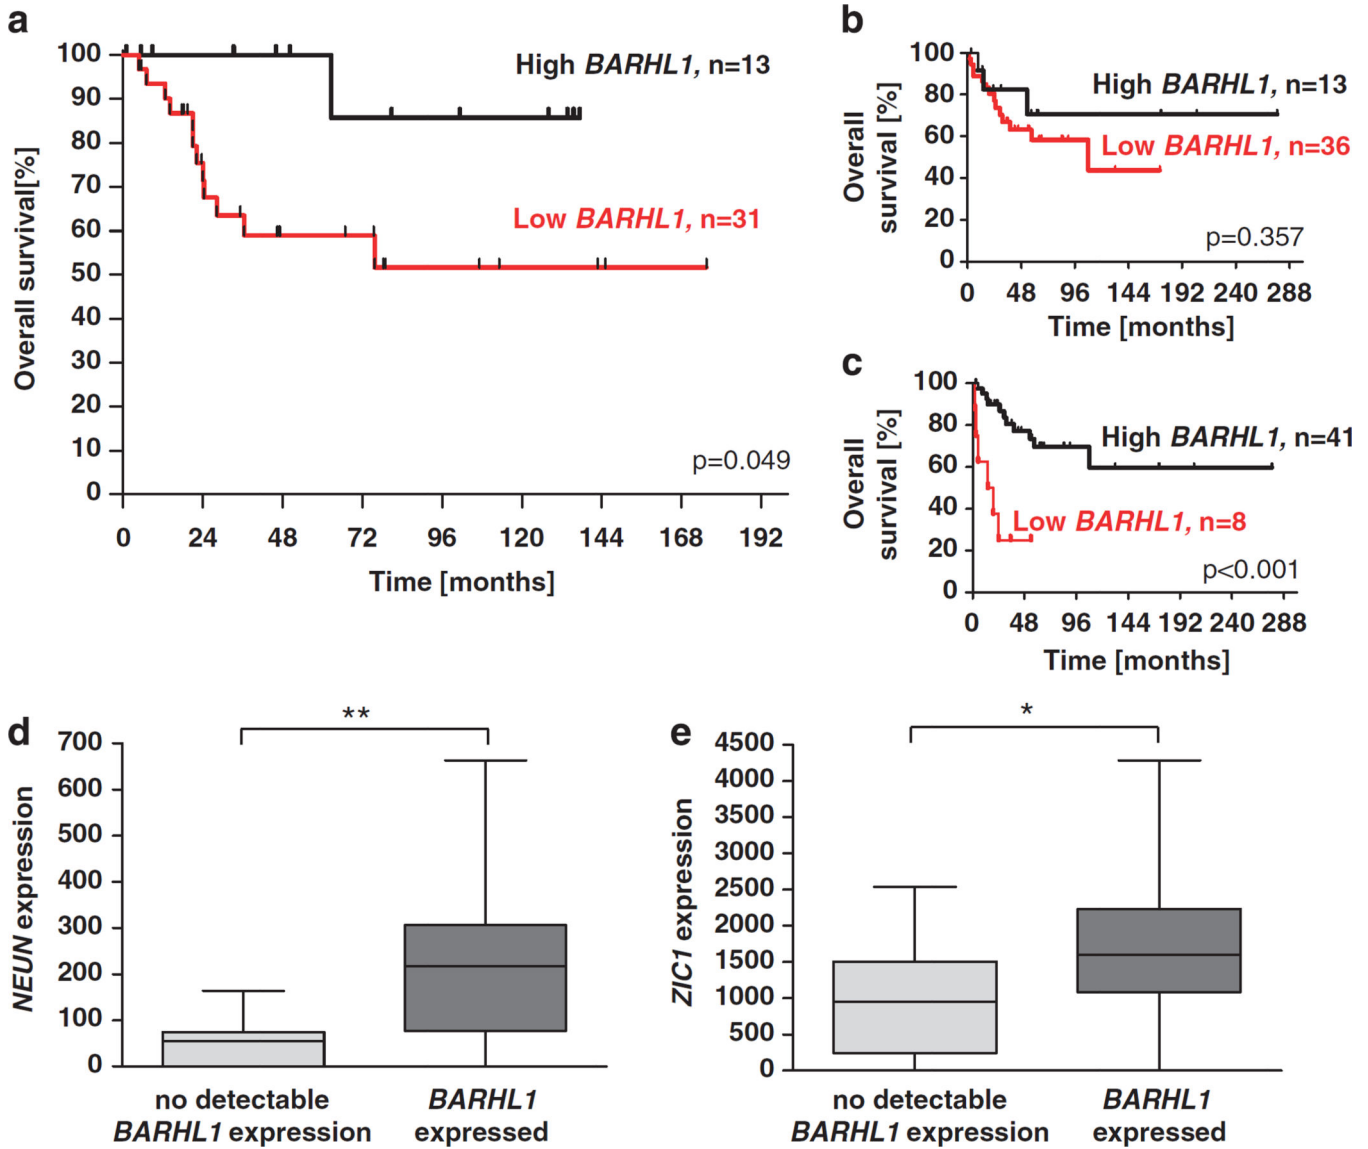 a
Overall survival[%]
100
90
80
70
60
50
40
30
20
10
0
High BARHL1, n=13
Low BARHL1, n=31
p=0.049
0 24 48 72 96 120 144 168 192
Time [months]
b
Overall
survival [%]
100
80
60
40
20
0
High BARHL1, n=13
Low BARHL1, n=36
p=0.357
0 48 96 144 192 240 288
Time [months]
c
Overall
survival [%]
100
80
60
40
20
0
High BARHL1, n=41
Low BARHL1, n=8
p<0.001
0 48 96 144 192 240 288
Time [months]
d
NEUN expression
700
600
500
400
300
200
100
0
**
no detectable
BARHL1 expression
BARHL1
expressed
e
ZIC1 expression
4500
4000
3500
3000
2500
2000
1500
1000
500
0
*
no detectable
BARHL1 expression
BARHL1
expressed